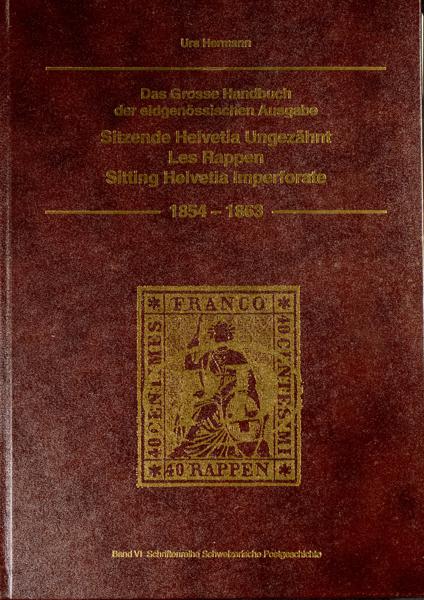 Urs Hermann
Das Grosse Handbuch
der eidgenössischen Ausgabe
Sitzende Helvetia Ungezähnt
Les Rappen
Sitting Helvetia Imperforate
1854 – 1863
* FRANCO *
40 CENTIMES
40 CENTESIMI
40 RAPPEN
Band VI Schriftenreihe Schweizerische Postgeschichte